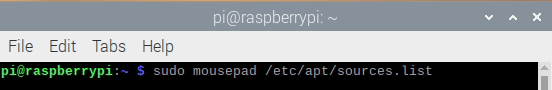 pi@raspberrypi: ~
File Edit Tabs Help
pi@raspberrypi:~ $ sudo mousepad /etc/apt/sources.list